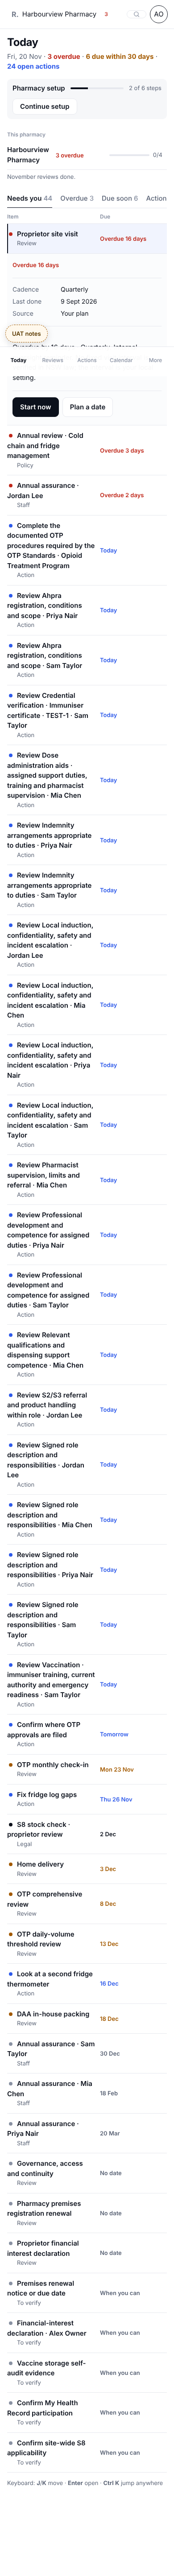 R. Harbourview Pharmacy 3 AO
Today
Fri, 20 Nov · 3 overdue · 6 due within 30 days ·
24 open actions
Pharmacy setup 2 of 6 steps
Continue setup
This pharmacy
Harbourview
Pharmacy 3 overdue 0/4
November reviews done.
Needs you 44 Overdue 3 Due soon 6 Action
Item Due
Proprietor site visit
Review
Overdue 16 days
Overdue 16 days
Cadence Quarterly
Last done 9 Sept 2026
Source Your plan
UAT notes
Today Reviews Actions Calendar More
setting.
Start now Plan a date
Annual review · Cold
chain and fridge
management
Policy
Overdue 3 days
Annual assurance ·
Jordan Lee
Staff
Overdue 2 days
Complete the
documented OTP
procedures required by the
OTP Standards · Opioid
Treatment Program
Action
Today
Review Ahpra
registration, conditions
and scope · Priya Nair
Action
Today
Review Ahpra
registration, conditions
and scope · Sam Taylor
Action
Today
Review Credential
verification · Immuniser
certificate · TEST-1 · Sam
Taylor
Action
Today
Review Dose
administration aids ·
assigned support duties,
training and pharmacist
supervision · Mia Chen
Action
Today
Review Indemnity
arrangements appropriate
to duties · Priya Nair
Action
Today
Review Indemnity
arrangements appropriate
to duties · Sam Taylor
Action
Today
Review Local induction,
confidentiality, safety and
incident escalation ·
Jordan Lee
Action
Today
Review Local induction,
confidentiality, safety and
incident escalation · Mia
Chen
Action
Today
Review Local induction,
confidentiality, safety and
incident escalation · Priya
Nair
Action
Today
Review Local induction,
confidentiality, safety and
incident escalation · Sam
Taylor
Action
Today
Review Pharmacist
supervision, limits and
referral · Mia Chen
Action
Today
Review Professional
development and
competence for assigned
duties · Priya Nair
Action
Today
Review Professional
development and
competence for assigned
duties · Sam Taylor
Action
Today
Review Relevant
qualifications and
dispensing support
competence · Mia Chen
Action
Today
Review S2/S3 referral
and product handling
within role · Jordan Lee
Action
Today
Review Signed role
description and
responsibilities · Jordan
Lee
Action
Today
Review Signed role
description and
responsibilities · Mia Chen
Action
Today
Review Signed role
description and
responsibilities · Priya Nair
Action
Today
Review Signed role
description and
responsibilities · Sam
Taylor
Action
Today
Review Vaccination ·
immuniser training, current
authority and emergency
readiness · Sam Taylor
Action
Today
Confirm where OTP
approvals are filed
Action
Tomorrow
OTP monthly check-in
Review
Mon 23 Nov
Fix fridge log gaps
Action
Thu 26 Nov
S8 stock check ·
proprietor review
Legal
2 Dec
Home delivery
Review
3 Dec
OTP comprehensive
review
Review
8 Dec
OTP daily-volume
threshold review
Review
13 Dec
Look at a second fridge
thermometer
Action
16 Dec
DAA in-house packing
Review
18 Dec
Annual assurance · Sam
Taylor
Staff
30 Dec
Annual assurance · Mia
Chen
Staff
18 Feb
Annual assurance ·
Priya Nair
Staff
20 Mar
Governance, access
and continuity
Review
No date
Pharmacy premises
registration renewal
Review
No date
Proprietor financial
interest declaration
Review
No date
Premises renewal
notice or due date
To verify
When you can
Financial-interest
declaration · Alex Owner
To verify
When you can
Vaccine storage self-
audit evidence
To verify
When you can
Confirm My Health
Record participation
To verify
When you can
Confirm site-wide S8
applicability
To verify
When you can
Keyboard: J/K move · Enter open · Ctrl K jump anywhere